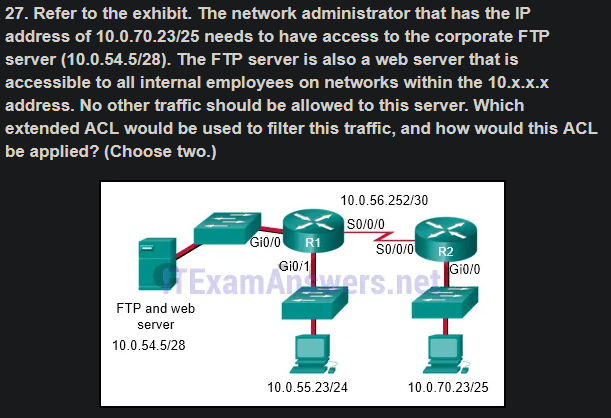 27. Refer to the exhibit. The network administrator that has the IP
address of 10.0.70.23/25 needs to have access to the corporate FTP
server (10.0.54.5/28). The FTP server is also a web server that is
accessible to all internal employees on networks within the 10.x.x.x
address. No other traffic should be allowed to this server. Which
extended ACL would be used to filter this traffic, and how would this ACL
be applied? (Choose two.)
10.0.56.252/30
S0/0/0
Gi0/0
R1
S0/0/0
R2
Gi0/1
Gi0/0
ITExamAnswers.net
FTP and web
server
10.0.54.5/28
10.0.55.23/24
10.0.70.23/25